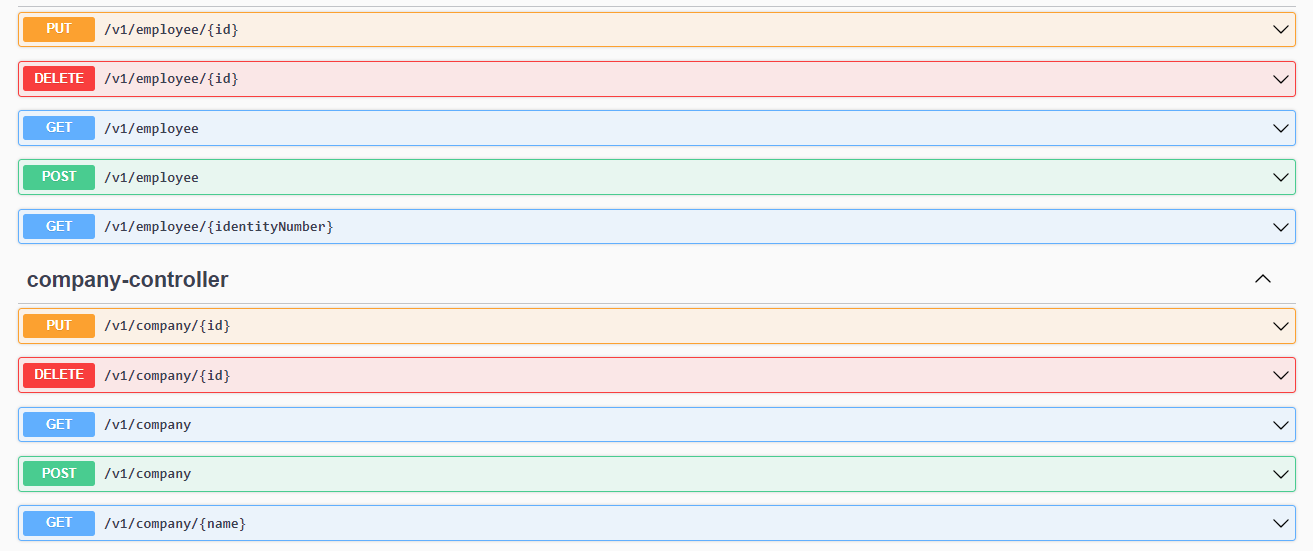 PUT /v1/employee/{id}
DELETE /v1/employee/{id}
GET /v1/employee
POST /v1/employee
GET /v1/employee/{identityNumber}
company-controller
PUT /v1/company/{id}
DELETE /v1/company/{id}
GET /v1/company
POST /v1/company
GET /v1/company/{name}